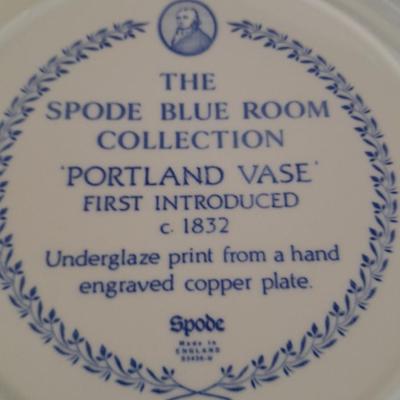 THE
SPODE BLUE ROOM
COLLECTION
'PORTLAND VASE'
FIRST INTRODUCED
c. 1832
Underglaze print from a hand
engraved copper plate.
Spode
Made in
ENGLAND